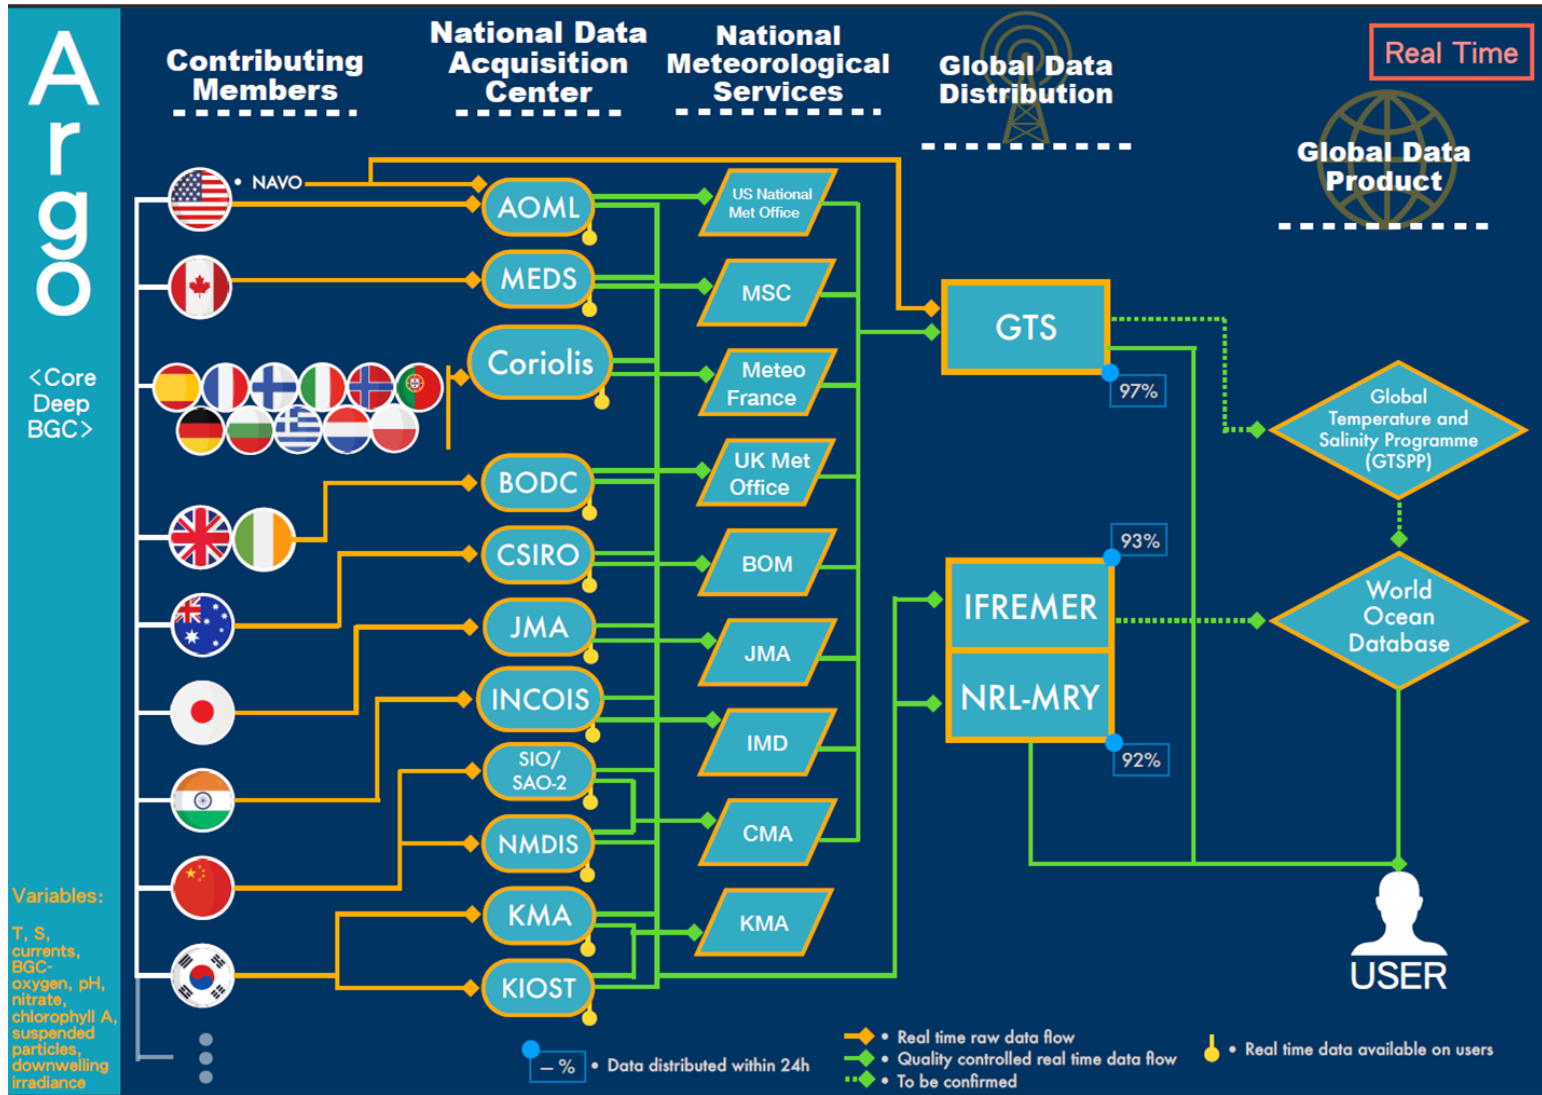 Argo
<Core
Deep
BGC>
Variables:
T, S,
currents,
BGC-
oxygen, pH,
nitrate,
chlorophyll A,
suspended
particles,
downwelling
irradiance
Contributing
Members
National Data
Acquisition
Center
National
Meteorological
Services
Global Data
Distribution
Real Time
Global Data
Product
• NAVO
AOML
MEDS
Coriolis
BODC
CSIRO
JMA
INCOIS
SIO/
SAO-2
NMDIS
KMA
KIOST
US National
Met Office
MSC
Meteo
France
UK Met
Office
BOM
JMA
IMD
CMA
KMA
GTS
97%
93%
IFREMER
NRL-MRY
92%
Global
Temperature and
Salinity Programme
(GTSPP)
World
Ocean
Database
USER
– % • Data distributed within 24h
• Real time raw data flow
• Quality controlled real time data flow
• To be confirmed
• Real time data available on users